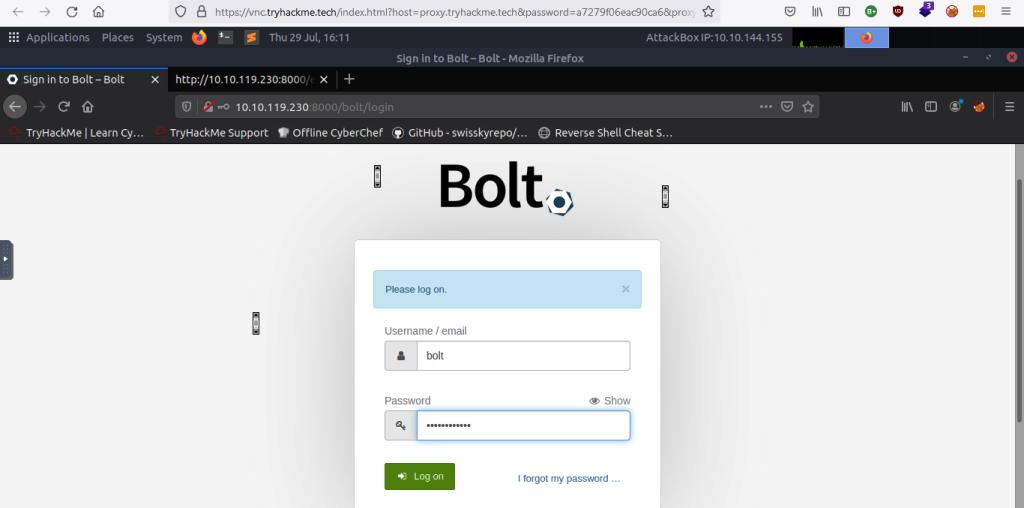 https://vnc.tryhackme.tech/index.html?host=proxy.tryhackme.tech&password=a7279f06eac90ca6&proxy
Applications Places System Thu 29 Jul, 16:11 AttackBox IP:10.10.144.155
Sign in to Bolt – Bolt - Mozilla Firefox
Sign in to Bolt – Bolt http://10.10.119.230:8000/
10.10.119.230:8000/bolt/login
TryHackMe | Learn Cy... TryHackMe Support Offline CyberChef GitHub - swisskyrepo/... Reverse Shell Cheat S...
Bolt
Please log on.
Username / email
bolt
Password Show
••••••••••••
Log on I forgot my password ...